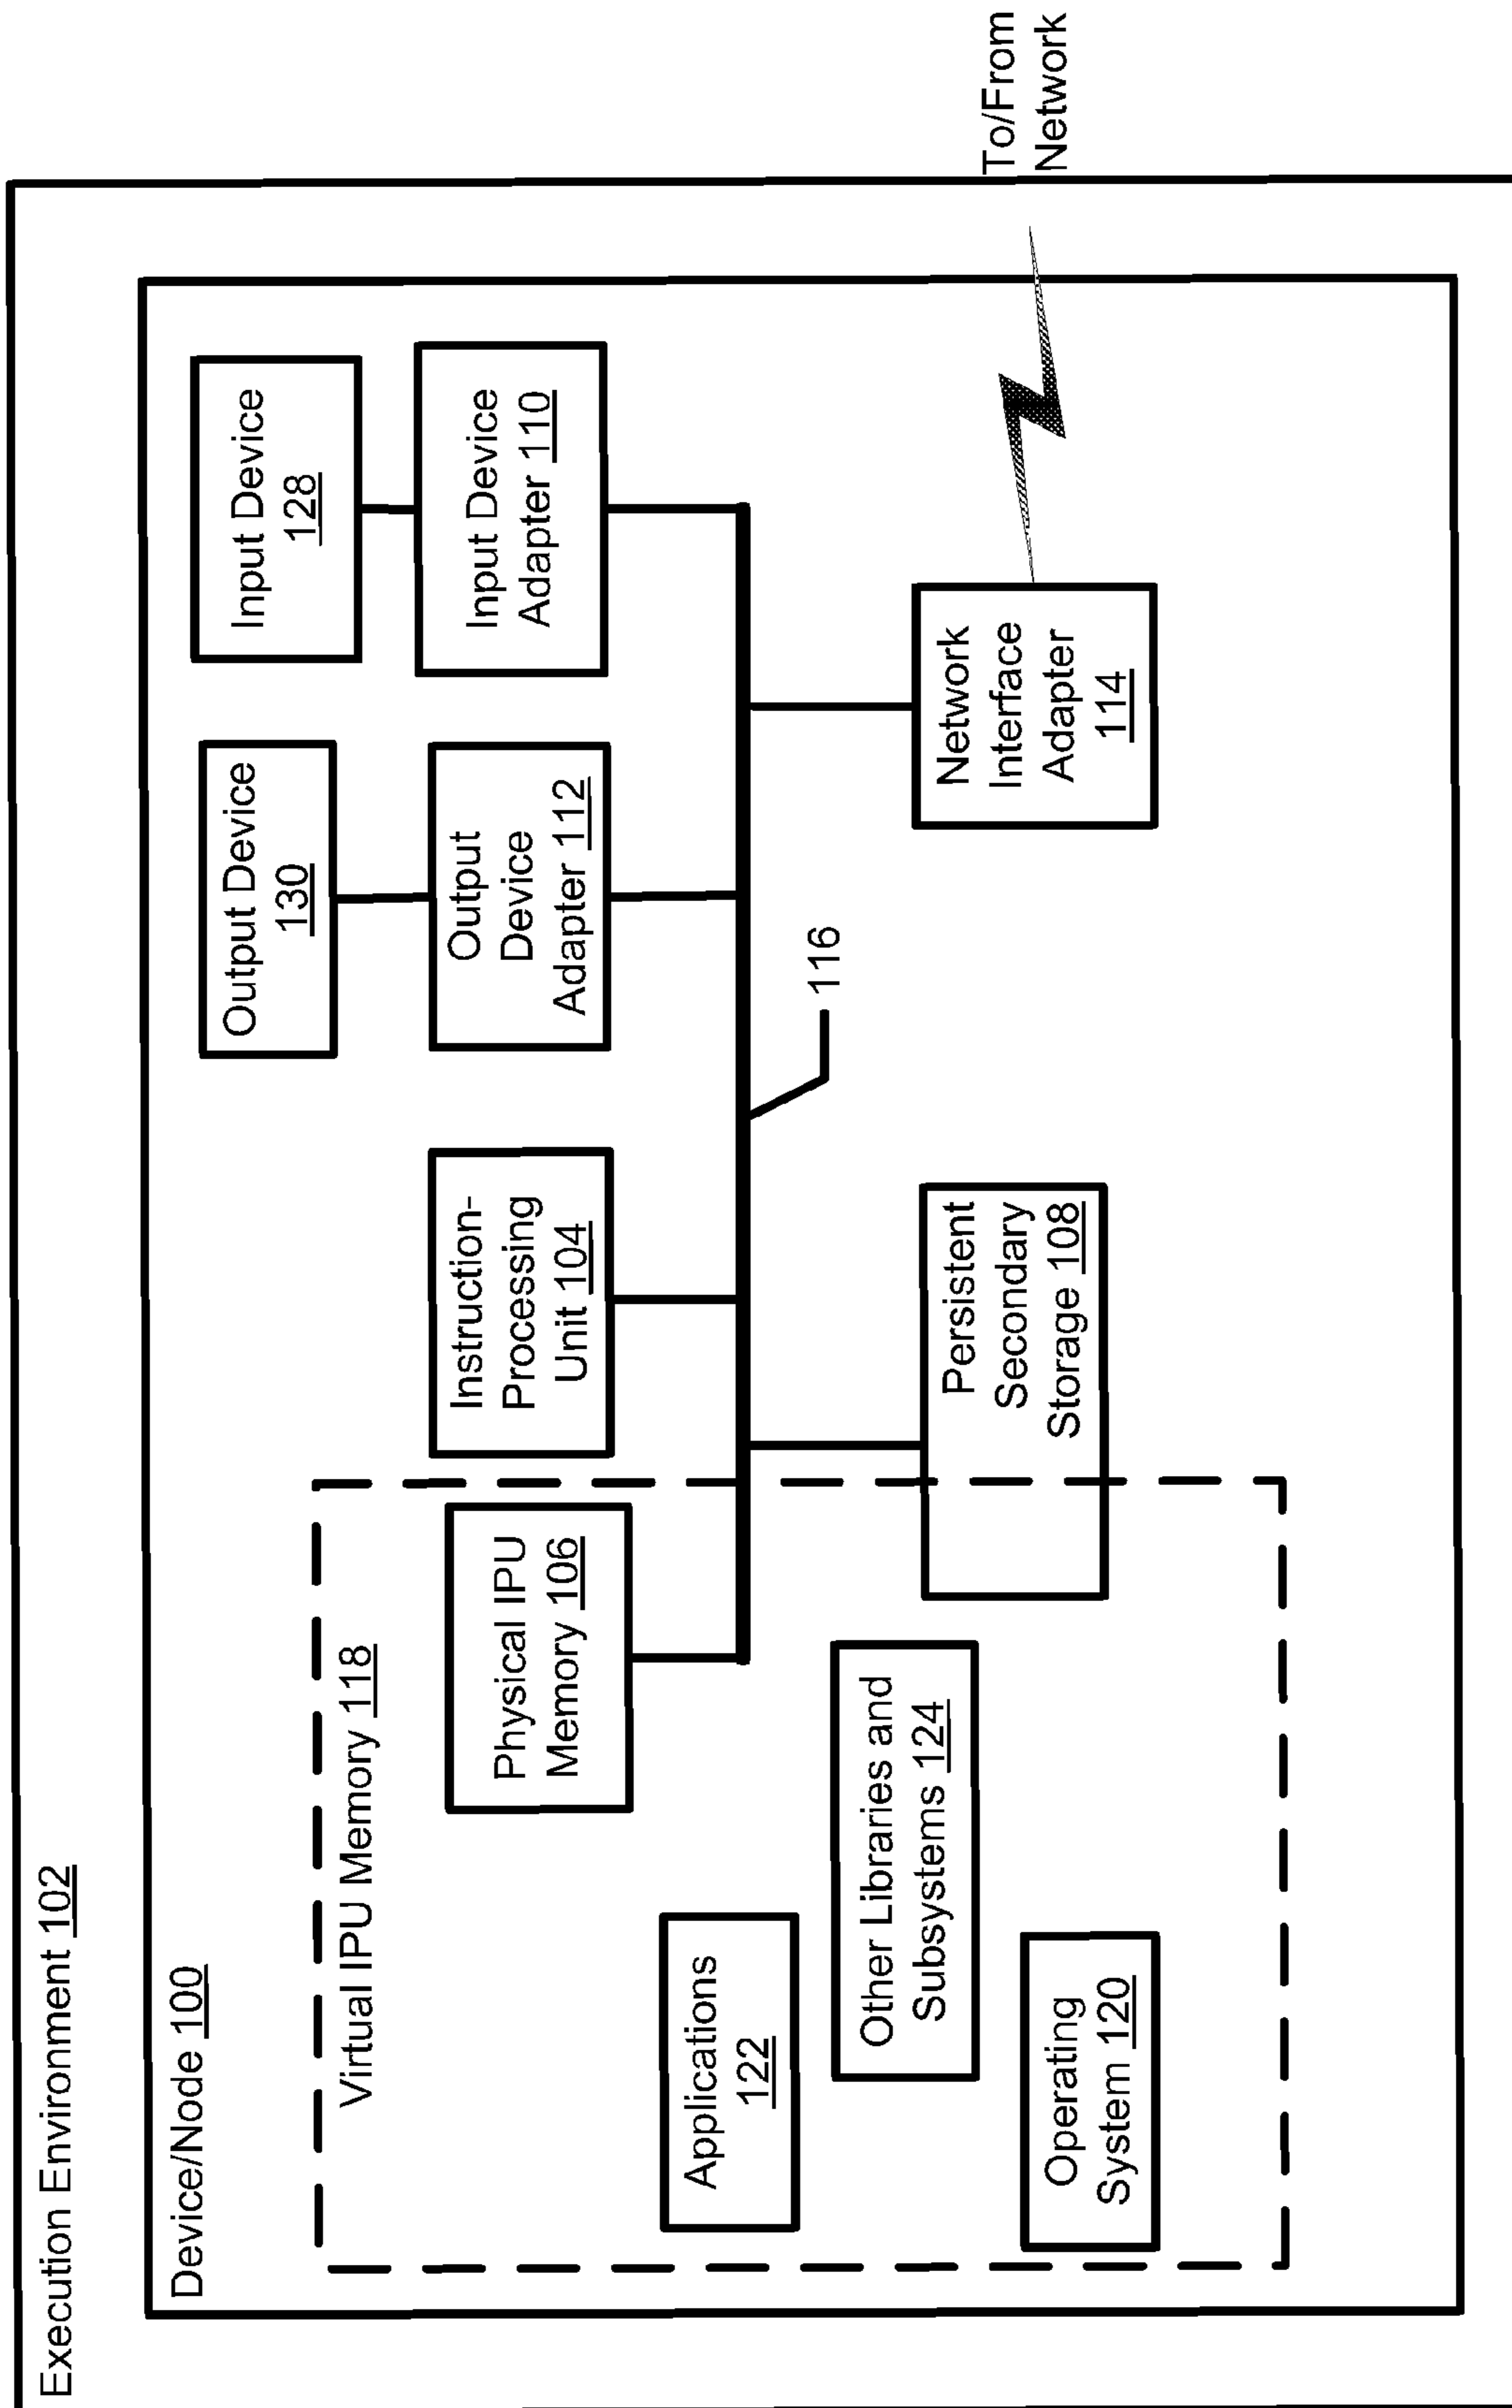 Execution Environment 102
Device/Node 100
Virtual IPU Memory 118
Output Device
130
Input Device
128
Physical IPU
Memory 106
Instruction-
Processing
Unit 104
Output
Device
Adapter 112
Input Device
Adapter 110
Applications
122
116
Other Libraries and
Subsystems 124
Operating
System 120
Persistent
Secondary
Storage 108
Network
Interface
Adapter
114
To/From
Network